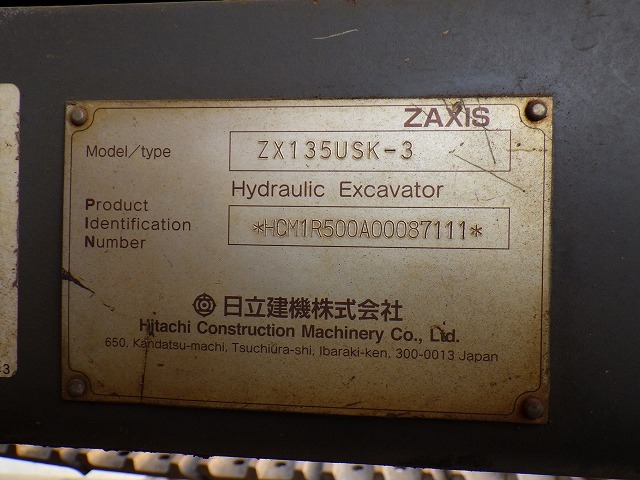 ZAXIS
Model/type ZX135USK-3
Hydraulic Excavator
Product
Identification
Number
*HCM1R500A00087111*
日立建機株式会社
Hitachi Construction Machinery Co., Ltd.
650, Kandatsu-machi, Tsuchiura-shi, Ibaraki-ken, 300-0013 Japan